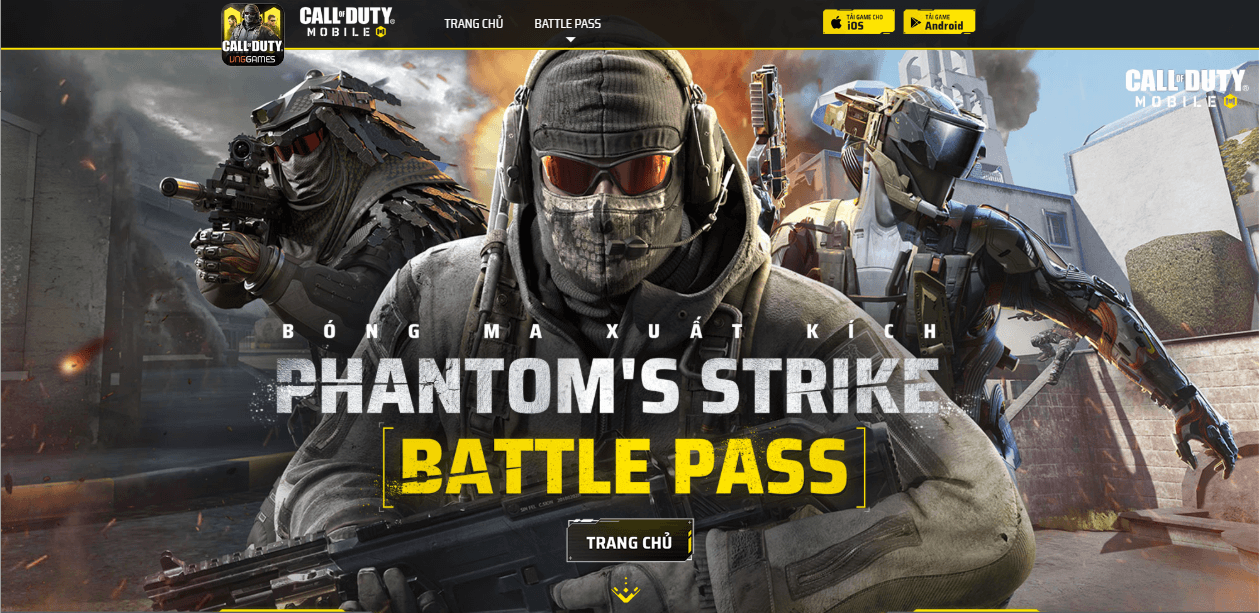 CALL OF DUTY
VNGGAMES
CALL OF DUTY®
MOBILE
TRANG CHỦ
BATTLE PASS
TẢI GAME CHO
iOS
TẢI GAME
Android
CALL OF DUTY®
MOBILE
BÓNG MA XUẤT KÍCH
PHANTOM'S STRIKE
BATTLE PASS
TRANG CHỦ